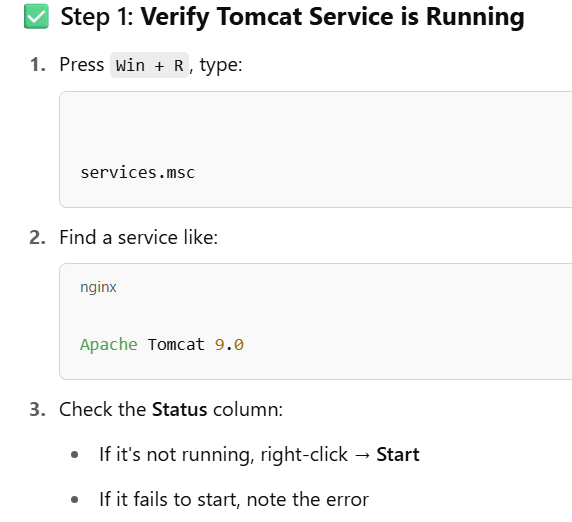 ✅ Step 1: Verify Tomcat Service is Running
1. Press Win + R, type:
services.msc
2. Find a service like:
nginx
Apache Tomcat 9.0
3. Check the Status column:
• If it's not running, right-click → Start
• If it fails to start, note the error